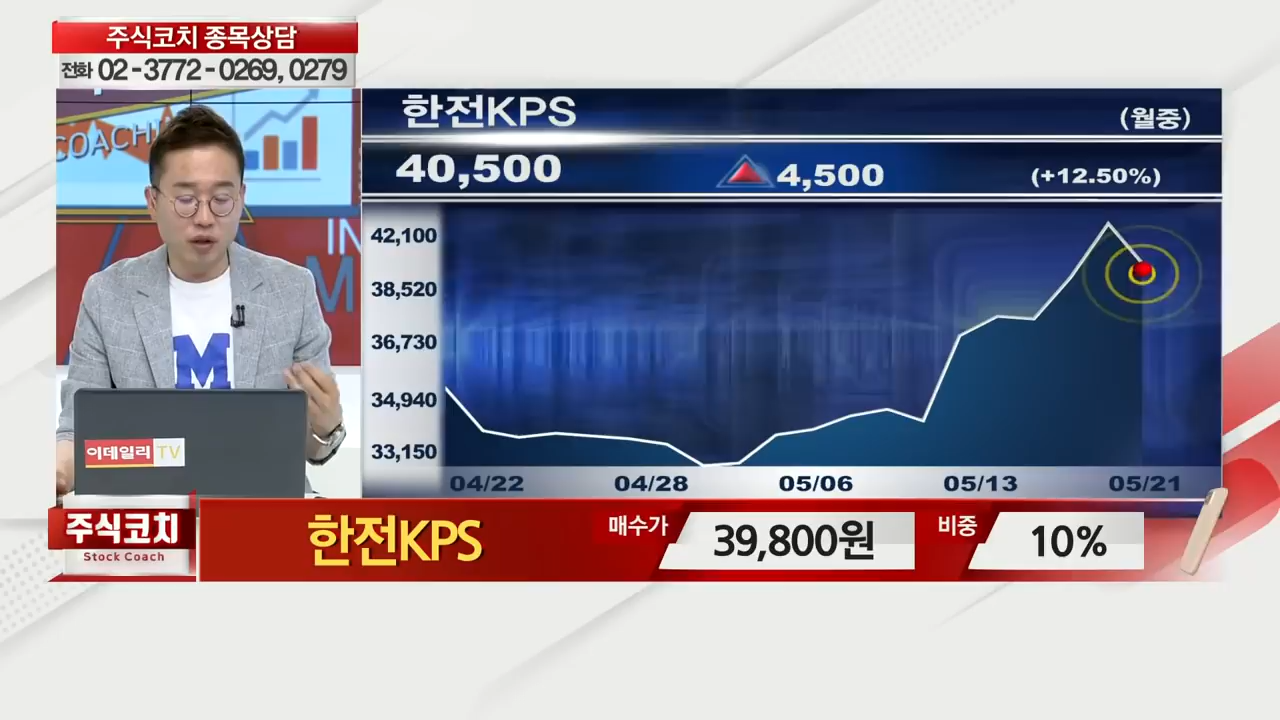 주식코치 종목상담
전화 02-3772-0269, 0279
COACHI
IN
M
M
이데일리TV
한전KPS
(월중)
40,500
4,500
(+12.50%)
42,100
38,520
36,730
34,940
33,150
04/22
04/28
05/06
05/13
05/21
주식코치
Stock Coach
한전KPS
매수가
39,800원
비중
10%